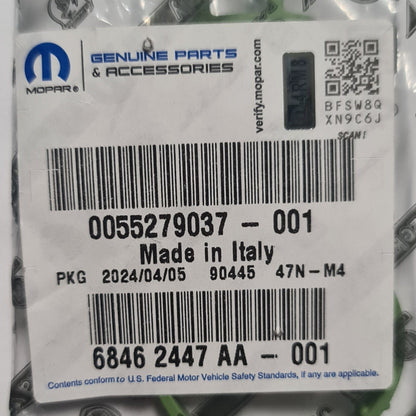 MOPAR®
GENUINE PARTS
& ACCESSORIES
verify.mopar.com
BFSW8Q
XN9C6J
SCAN!
0055279037 - 001
Made in Italy
PKG 2024/04/05 90445 47N-M4
6846 2447 AA - 001
Contents conform to U.S. Federal Motor Vehicle Safety Standards, if any are applicable.